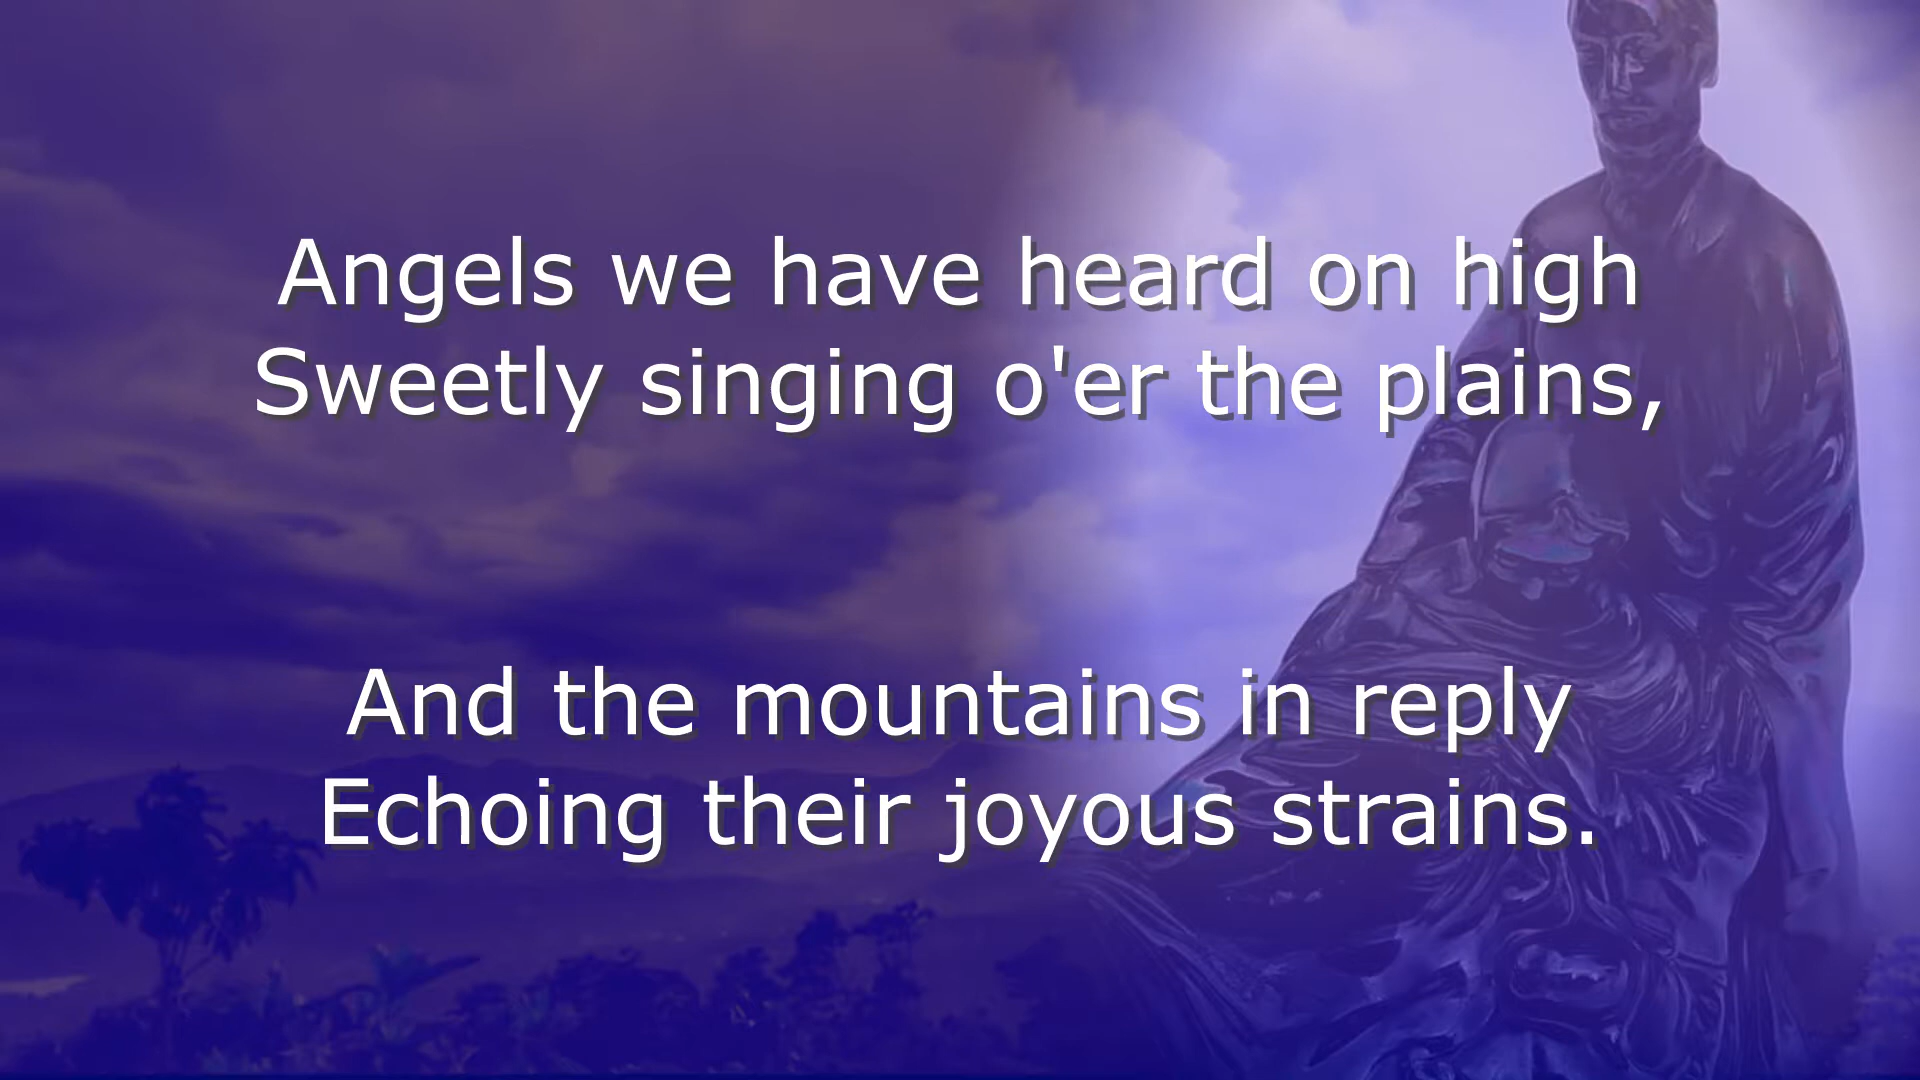 Angels we have heard on high
Sweetly singing o'er the plains,
And the mountains in reply
Echoing their joyous strains.